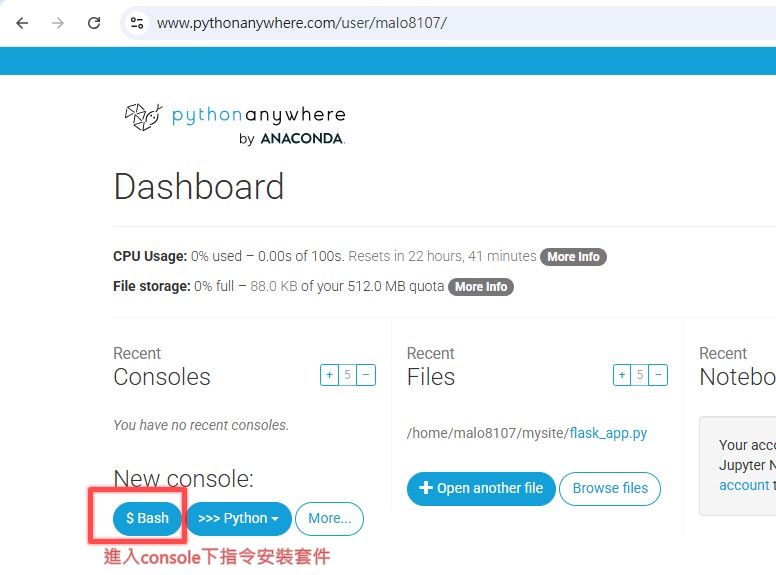 www.pythonanywhere.com/user/malo8107/
pythonanywhere
by ANACONDA.
Dashboard
CPU Usage: 0% used – 0.00s of 100s. Resets in 22 hours, 41 minutes More Info
File storage: 0% full – 88.0 KB of your 512.0 MB quota More Info
Recent
Consoles
+ 5 −
You have no recent consoles.
New console:
$ Bash
>>> Python
More...
進入console下指令安裝套件
Recent
Files
+ 5 −
/home/malo8107/mysite/flask_app.py
+ Open another file
Browse files
Recent
Notebo
Your acco
Jupyter N
account t